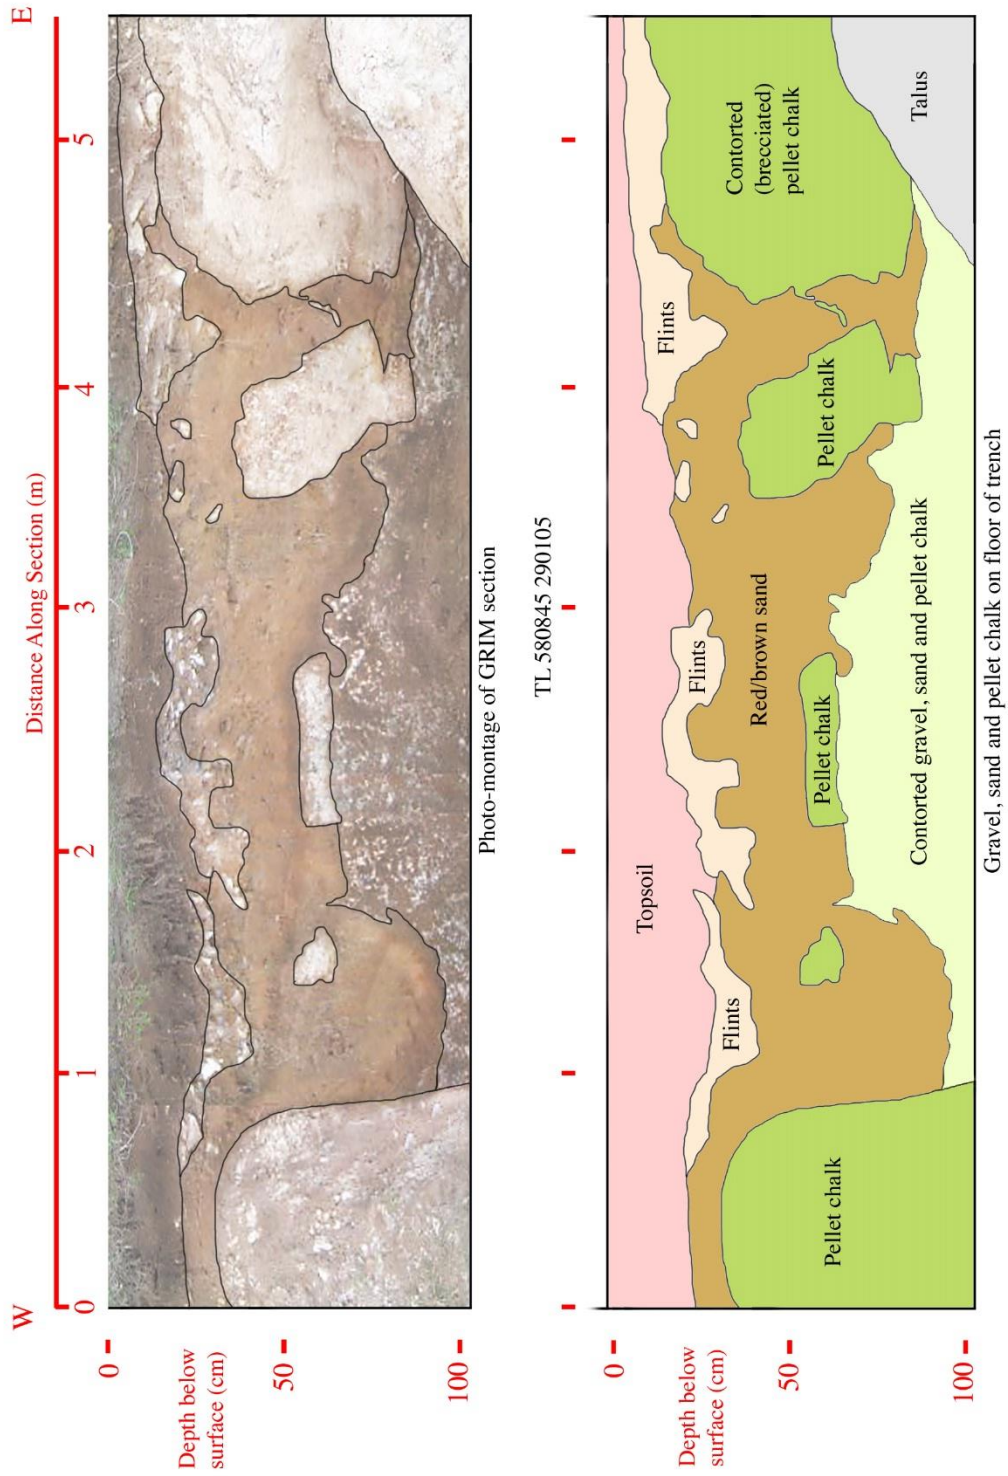 W
E
Distance Along Section (m)
0
1
2
3
4
5
Depth below
surface (cm)
0
50
100
Photo-montage of GRIM section
TL 580845 290105
Depth below
surface (cm)
0
50
100
Topsoil
Flints
Flints
Flints
Red/brown sand
Pellet chalk
Pellet chalk
Pellet chalk
Contorted
(brecciated)
pellet chalk
Talus
Contorted gravel, sand and pellet chalk
Gravel, sand and pellet chalk on floor of trench